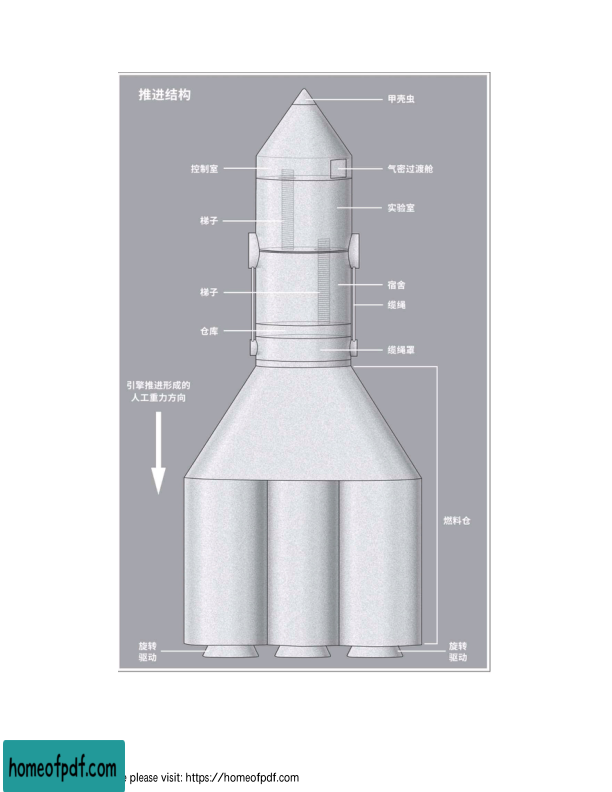 推进结构
甲壳虫
控制室
气密过渡舱
实验室
梯子
宿舍
梯子
缆绳
仓库
缆绳罩
引擎推进形成的
人工重力方向
燃料仓
旋转
驱动
旋转
驱动
homeofpdf.com
please visit: https://homeofpdf.com